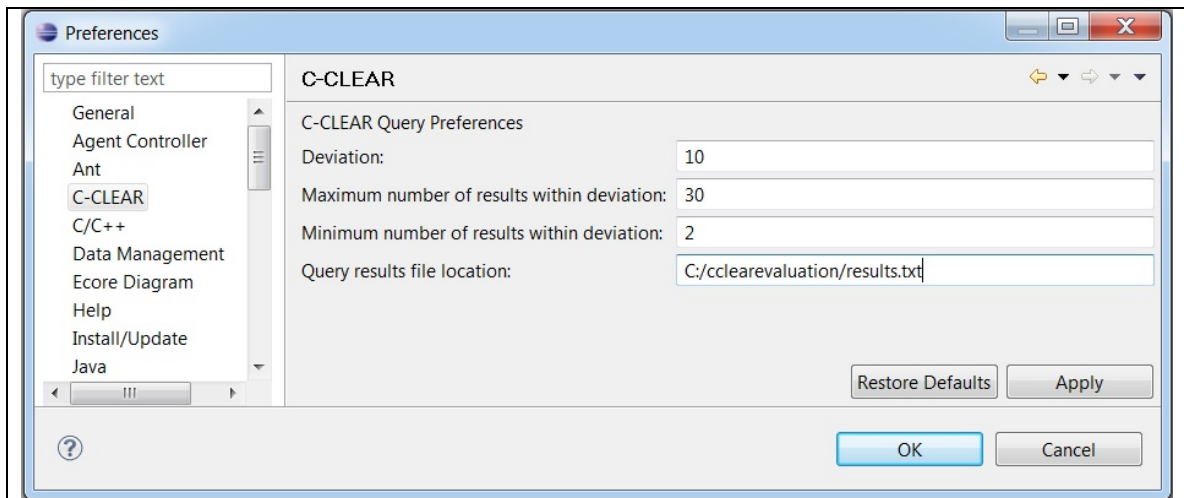 Preferences
type filter text
General
Agent Controller
Ant
C-CLEAR
C/C++
Data Management
Ecore Diagram
Help
Install/Update
Java
C-CLEAR
C-CLEAR Query Preferences
Deviation: 10
Maximum number of results within deviation: 30
Minimum number of results within deviation: 2
Query results file location: C:/cclearevaluation/results.txt
Restore Defaults Apply
OK Cancel